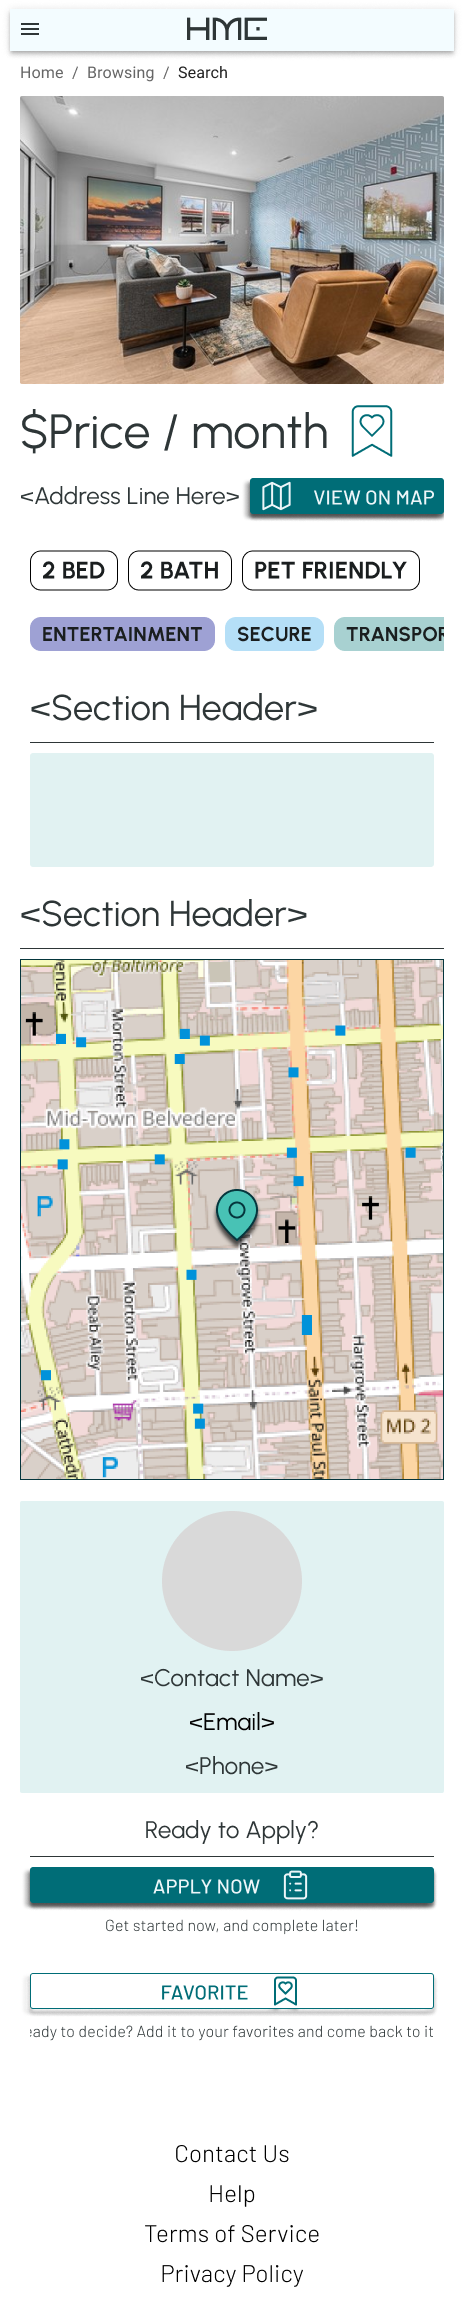 HME
Home / Browsing / Search
$Price / month
<Address Line Here>
VIEW ON MAP
2 BED
2 BATH
PET FRIENDLY
ENTERTAINMENT
SECURE
TRANSPOR
<Section Header>
<Section Header>
of Baltimore
venue
Morton Street
Mid-Town Belvedere
P
Lovegrove Street
Morton Street
Deab Alley
Hargrove Street
Saint Paul Str
MD 2
Cathedr
P
<Contact Name>
<Email>
<Phone>
Ready to Apply?
APPLY NOW
Get started now, and complete later!
FAVORITE
eady to decide? Add it to your favorites and come back to it
Contact Us
Help
Terms of Service
Privacy Policy